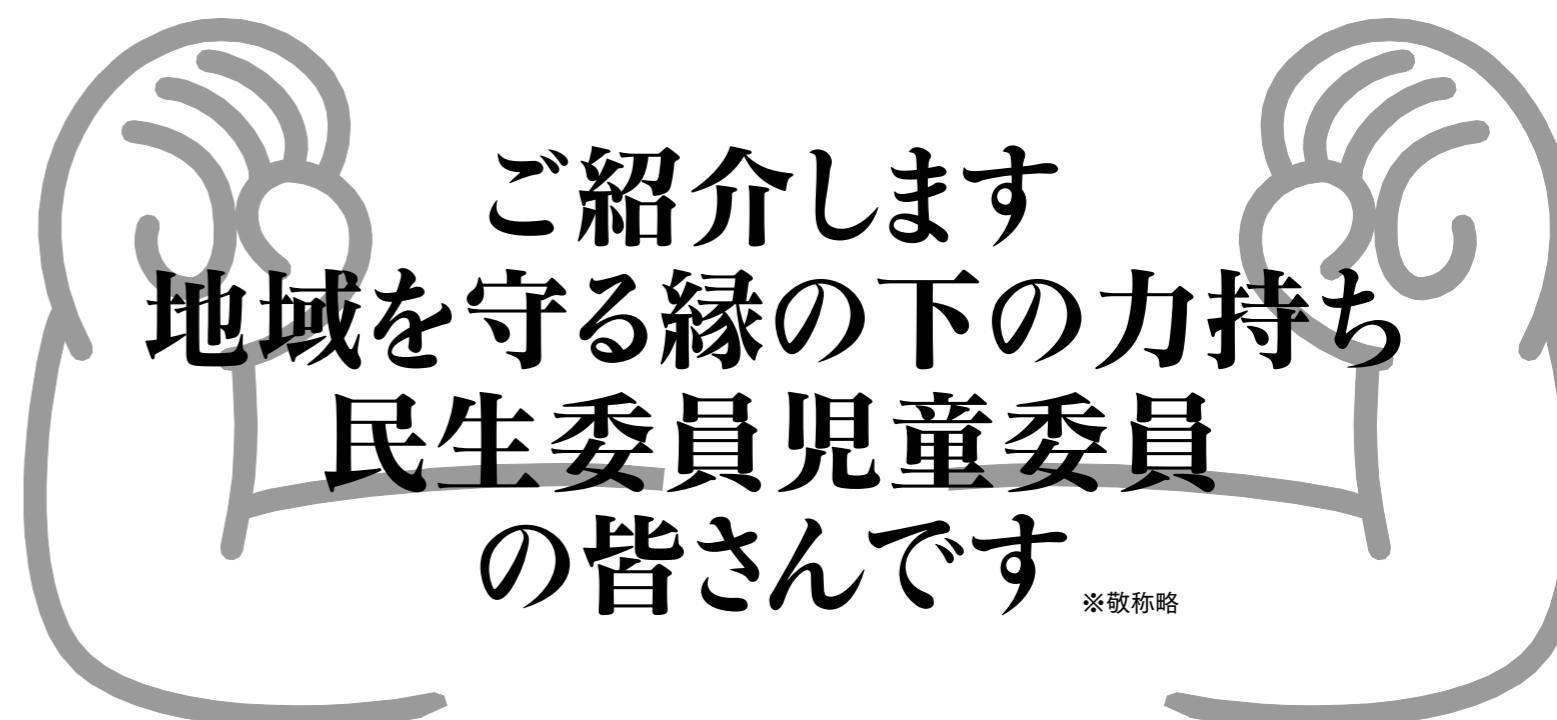 ご紹介します
地域を守る縁の下の力持ち
民生委員児童委員
の皆さんです
※敬称略